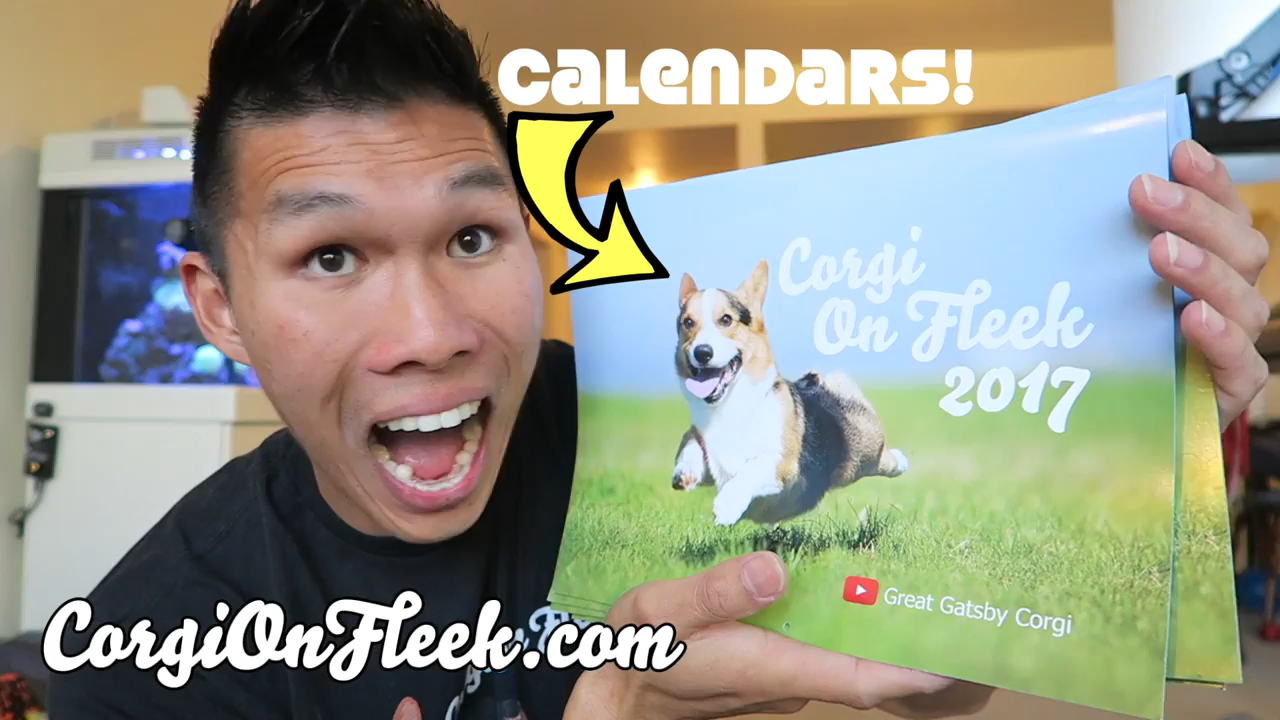 CALENDARS!
Corgi
On Fleek
2017
Great Gatsby Corgi
CorgiOnFleek.com